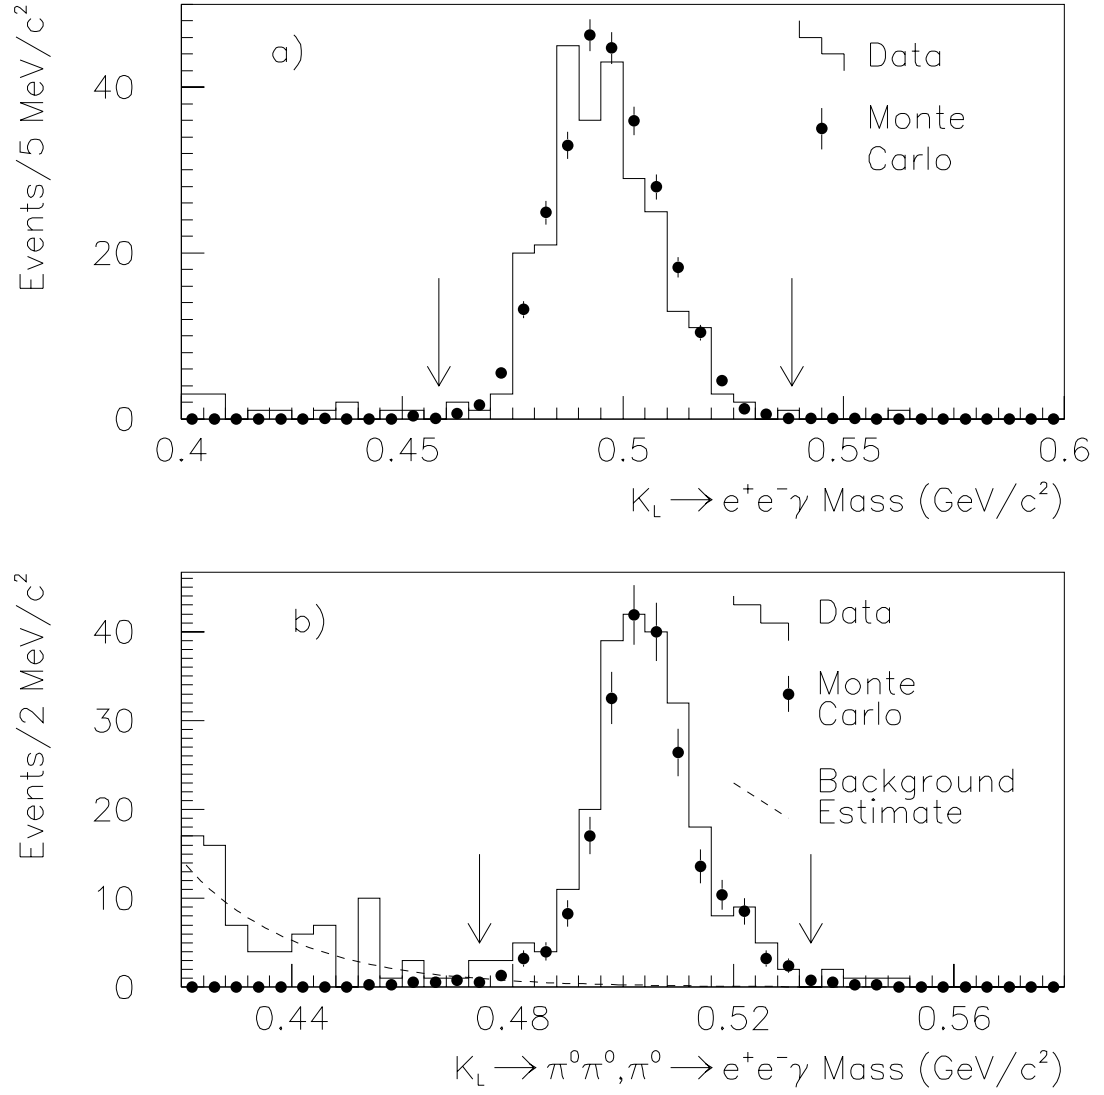 Events/5 MeV/c²
a)
Data
Monte
Carlo
40
20
0
0.4 0.45 0.5 0.55 0.6
K_L → e⁺e⁻γ Mass (GeV/c²)
Events/2 MeV/c²
b)
Data
Monte
Carlo
Background
Estimate
40
30
20
10
0
0.44 0.48 0.52 0.56
K_L → π⁰π⁰,π⁰ → e⁺e⁻γ Mass (GeV/c²)